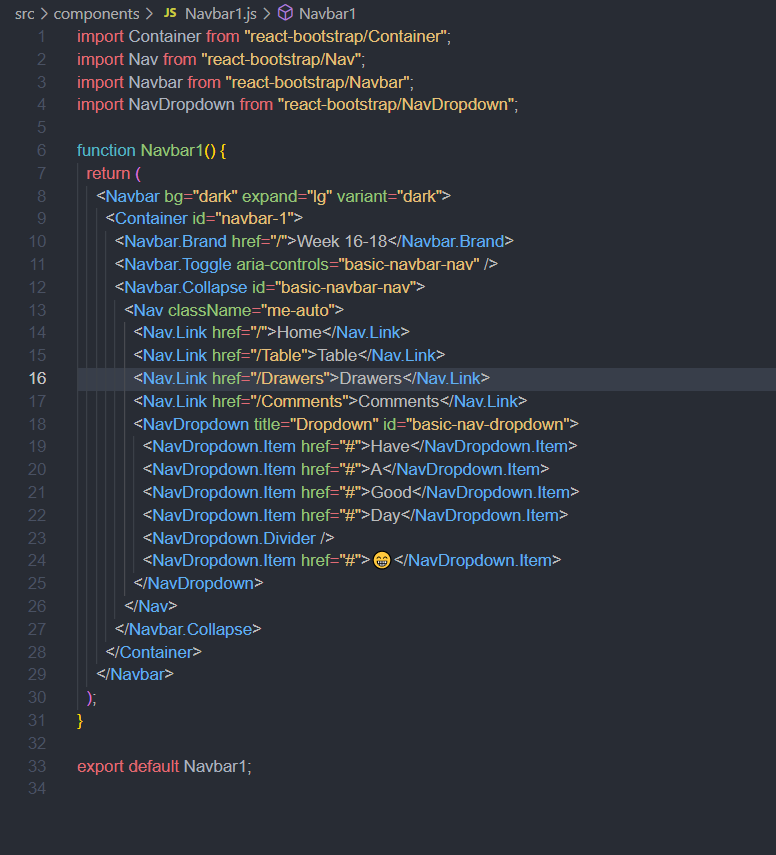 src > components > JS Navbar1.js > Navbar1
1 import Container from "react-bootstrap/Container";
2 import Nav from "react-bootstrap/Nav";
3 import Navbar from "react-bootstrap/Navbar";
4 import NavDropdown from "react-bootstrap/NavDropdown";
5
6 function Navbar1() {
7   return (
8     <Navbar bg="dark" expand="lg" variant="dark">
9       <Container id="navbar-1">
10         <Navbar.Brand href="/">Week 16-18</Navbar.Brand>
11         <Navbar.Toggle aria-controls="basic-navbar-nav" />
12         <Navbar.Collapse id="basic-navbar-nav">
13           <Nav className="me-auto">
14             <Nav.Link href="/">Home</Nav.Link>
15             <Nav.Link href="/Table">Table</Nav.Link>
16             <Nav.Link href="/Drawers">Drawers</Nav.Link>
17             <Nav.Link href="/Comments">Comments</Nav.Link>
18             <NavDropdown title="Dropdown" id="basic-nav-dropdown">
19               <NavDropdown.Item href="#">Have</NavDropdown.Item>
20               <NavDropdown.Item href="#">A</NavDropdown.Item>
21               <NavDropdown.Item href="#">Good</NavDropdown.Item>
22               <NavDropdown.Item href="#">Day</NavDropdown.Item>
23               <NavDropdown.Divider />
24               <NavDropdown.Item href="#">😁</NavDropdown.Item>
25             </NavDropdown>
26           </Nav>
27         </Navbar.Collapse>
28       </Container>
29     </Navbar>
30   );
31 }
32
33 export default Navbar1;
34